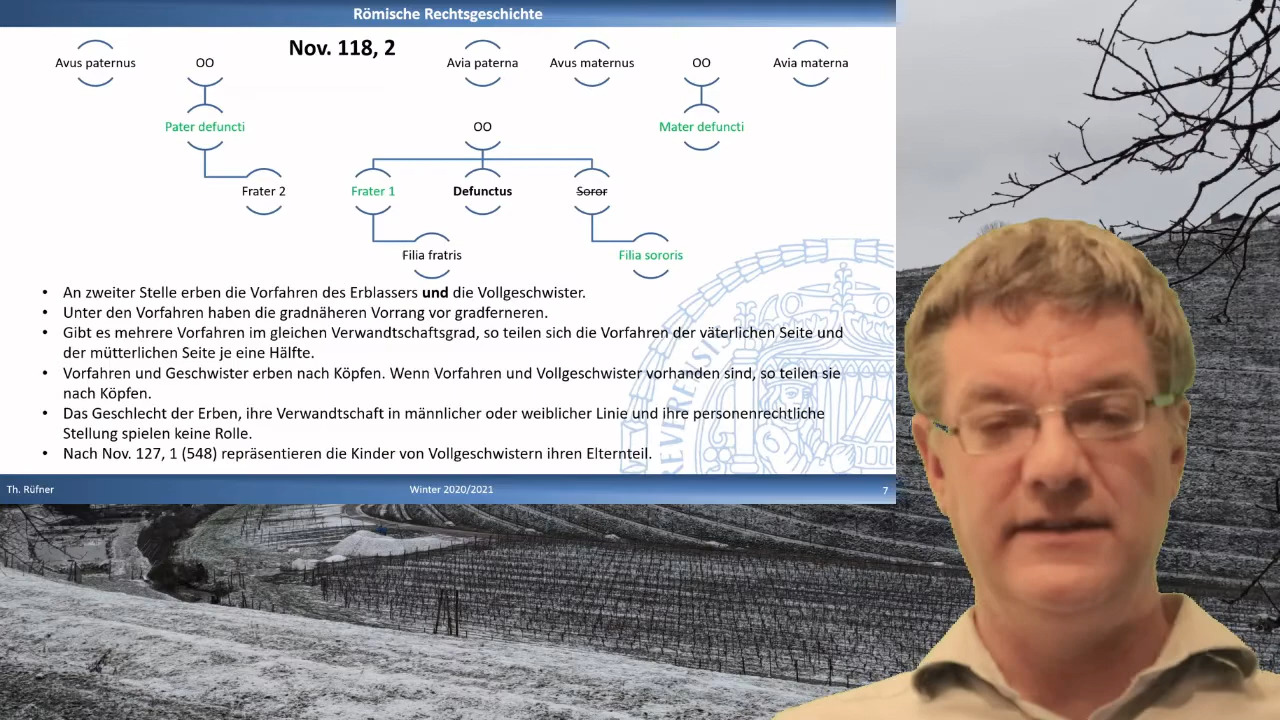 Römische Rechtsgeschichte
Nov. 118, 2
Avus paternus OO Avia paterna Avus maternus OO Avia materna
Pater defuncti OO Mater defuncti
Frater 2 Frater 1 Defunctus Soror
Filia fratris Filia sororis
• An zweiter Stelle erben die Vorfahren des Erblassers und die Vollgeschwister.
• Unter den Vorfahren haben die gradnäheren Vorrang vor gradferneren.
• Gibt es mehrere Vorfahren im gleichen Verwandtschaftsgrad, so teilen sich die Vorfahren der väterlichen Seite und
der mütterlichen Seite je eine Hälfte.
• Vorfahren und Geschwister erben nach Köpfen. Wenn Vorfahren und Vollgeschwister vorhanden sind, so teilen sie
nach Köpfen.
• Das Geschlecht der Erben, ihre Verwandtschaft in männlicher oder weiblicher Linie und ihre personenrechtliche
Stellung spielen keine Rolle.
• Nach Nov. 127, 1 (548) repräsentieren die Kinder von Vollgeschwistern ihren Elternteil.
Th. Rüfner Winter 2020/2021 7